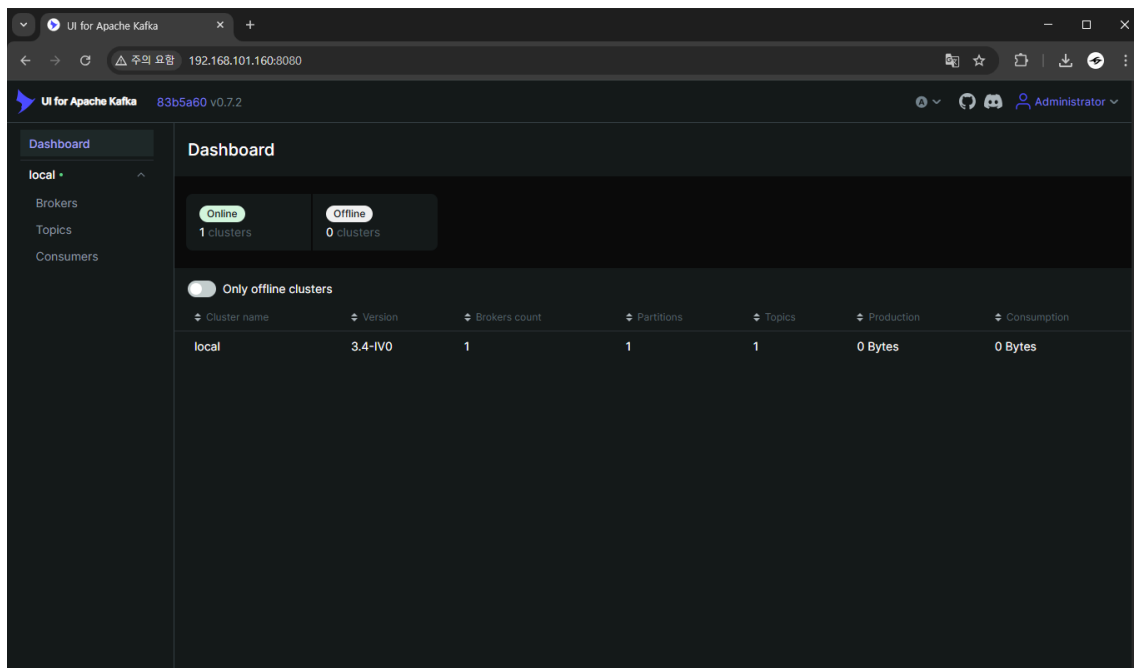 UI for Apache Kafka
주의 요함 192.168.101.160:8080
UI for Apache Kafka 83b5a60 v0.7.2 A Administrator
Dashboard
local
Brokers
Topics
Consumers
Dashboard
Online Offline
1 clusters 0 clusters
Only offline clusters
Cluster name Version Brokers count Partitions Topics Production Consumption
local 3.4-IV0 1 1 1 0 Bytes 0 Bytes